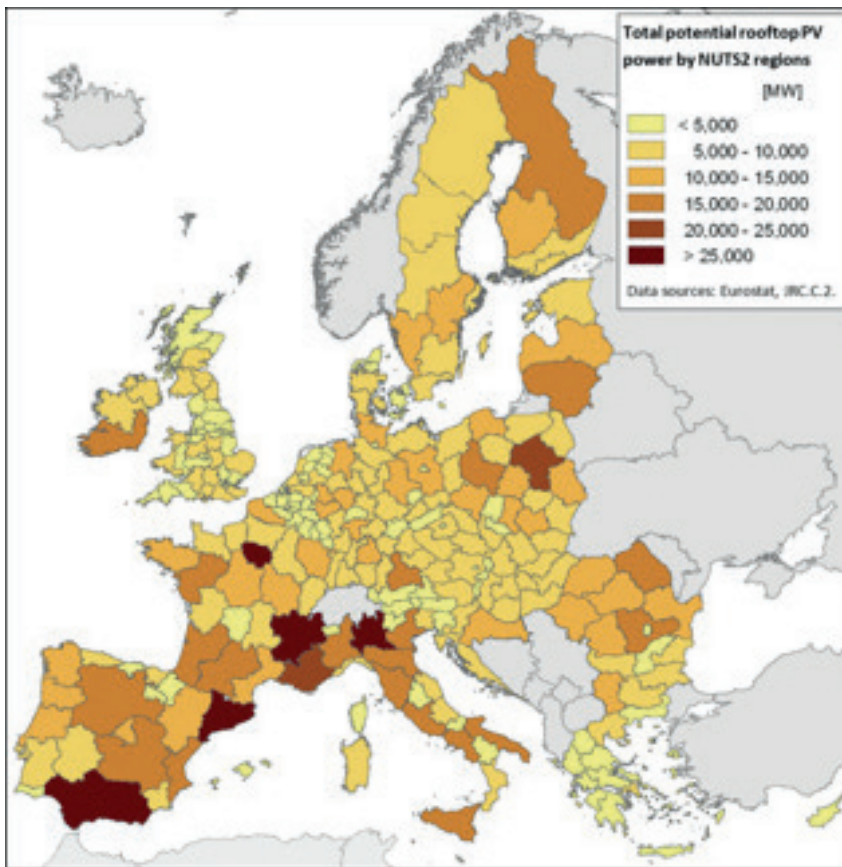 Total potential rooftop PV
power by NUTS2 regions
[MW]
< 5,000
5,000 - 10,000
10,000 - 15,000
15,000 - 20,000
20,000 - 25,000
> 25,000
Data sources: Eurostat, JRC.C.2.